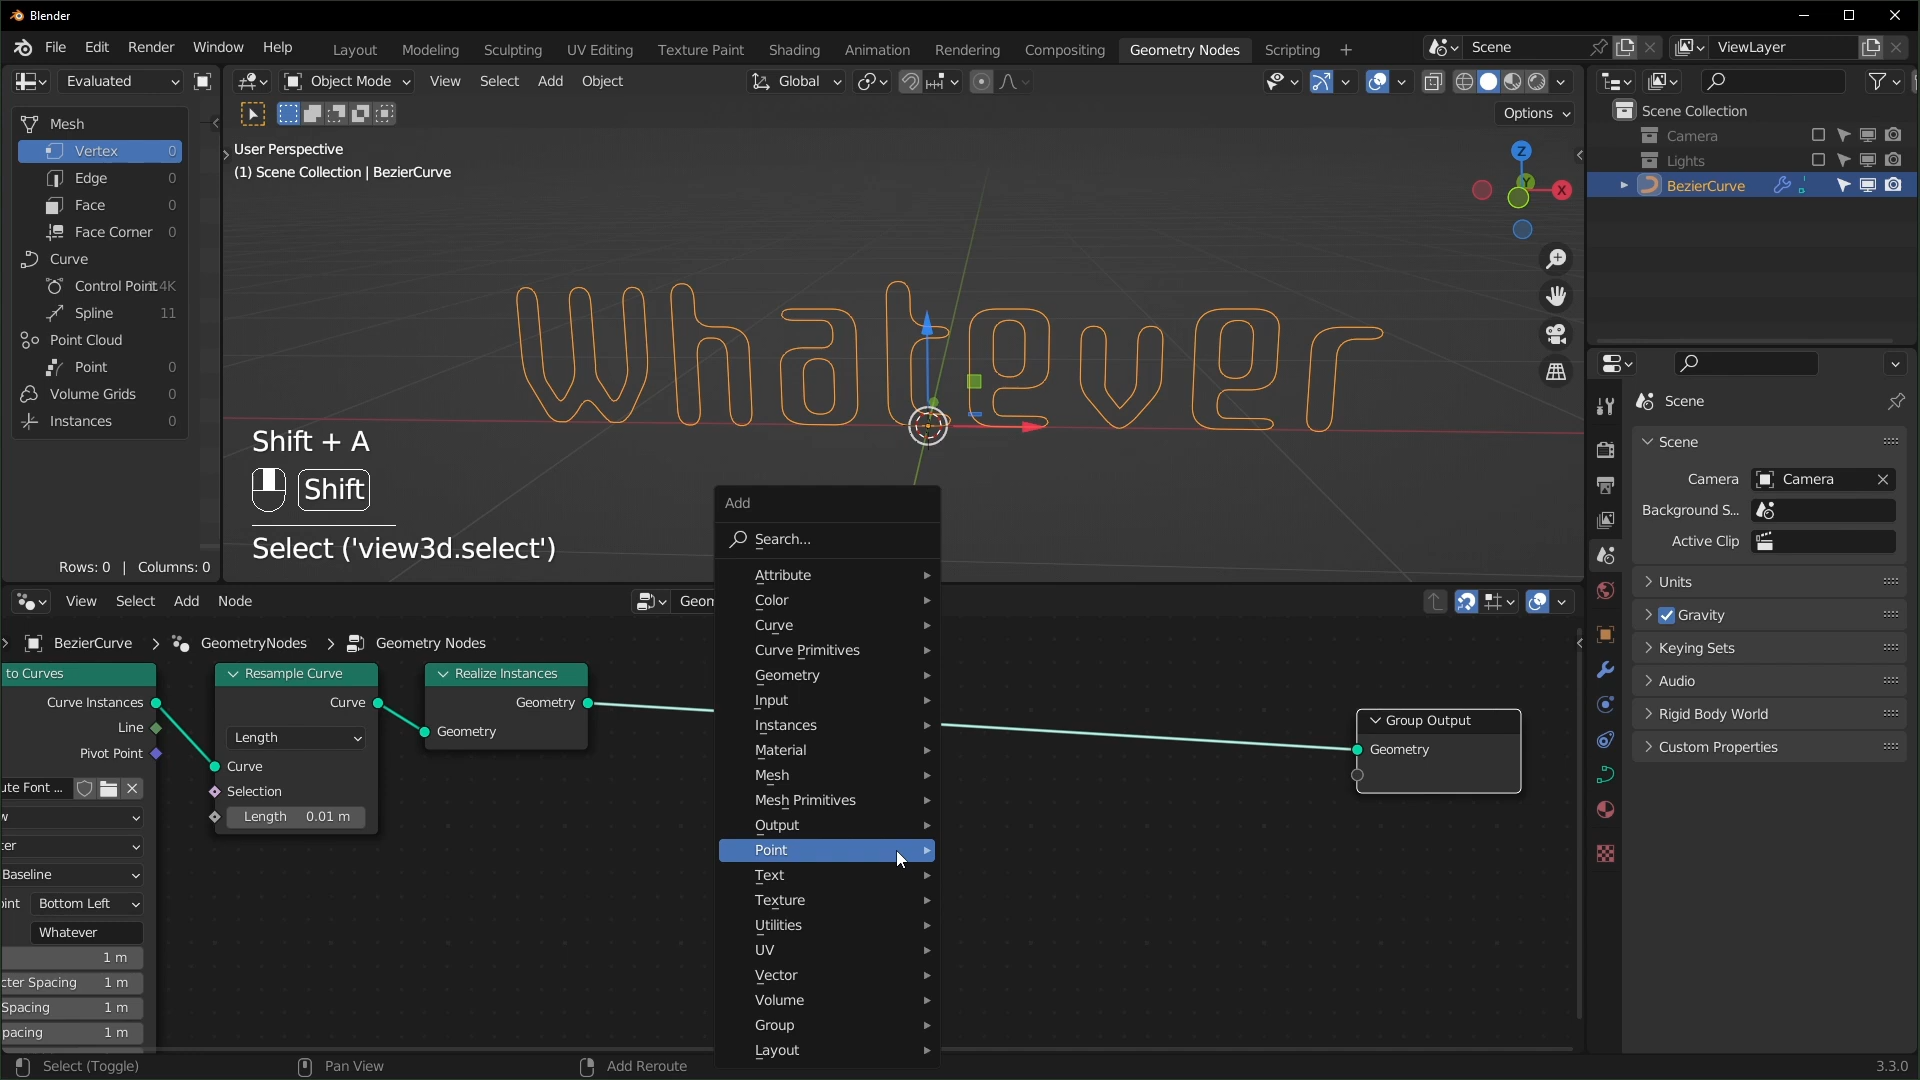 Blender
File Edit Render Window Help
Layout Modeling Sculpting UV Editing Texture Paint Shading Animation Rendering Compositing Geometry Nodes Scripting +
Scene
ViewLayer
Evaluated
Object Mode View Select Add Object
Global
Options
Mesh
Vertex 0
Edge 0
Face 0
Face Corner 0
Curve
Spline 11
Point Cloud
Point 0
Volume Grids 0
Instances 0
Rows: 0 | Columns: 0
User Perspective
(1) Scene Collection | BezierCurve
Whatever
Z
Y
X
Shift + A
Shift
Select ('view3d.select')
Scene Collection
Camera
Lights
BezierCurve
Scene
Scene
Camera Camera
Background S...
Active Clip
Units
Gravity
Keying Sets
Audio
Rigid Body World
Custom Properties
View Select Add Node
Geom
BezierCurve > GeometryNodes > Geometry Nodes
to Curves
Curve Instances
Line
Pivot Point
ute Font ...
w
ter
Baseline
oint Bottom Left
Whatever
1 m
cter Spacing 1 m
Spacing 1 m
pacing 1 m
Resample Curve
Curve
Length
Curve
Selection
Length 0.01 m
Realize Instances
Geometry
Geometry
Add
Search...
Attribute
Color
Curve
Curve Primitives
Geometry
Input
Instances
Material
Mesh
Mesh Primitives
Output
Point
Text
Texture
Utilities
UV
Vector
Volume
Group
Layout
Group Output
Geometry
Select (Toggle)
Pan View
Add Reroute
3.3.0